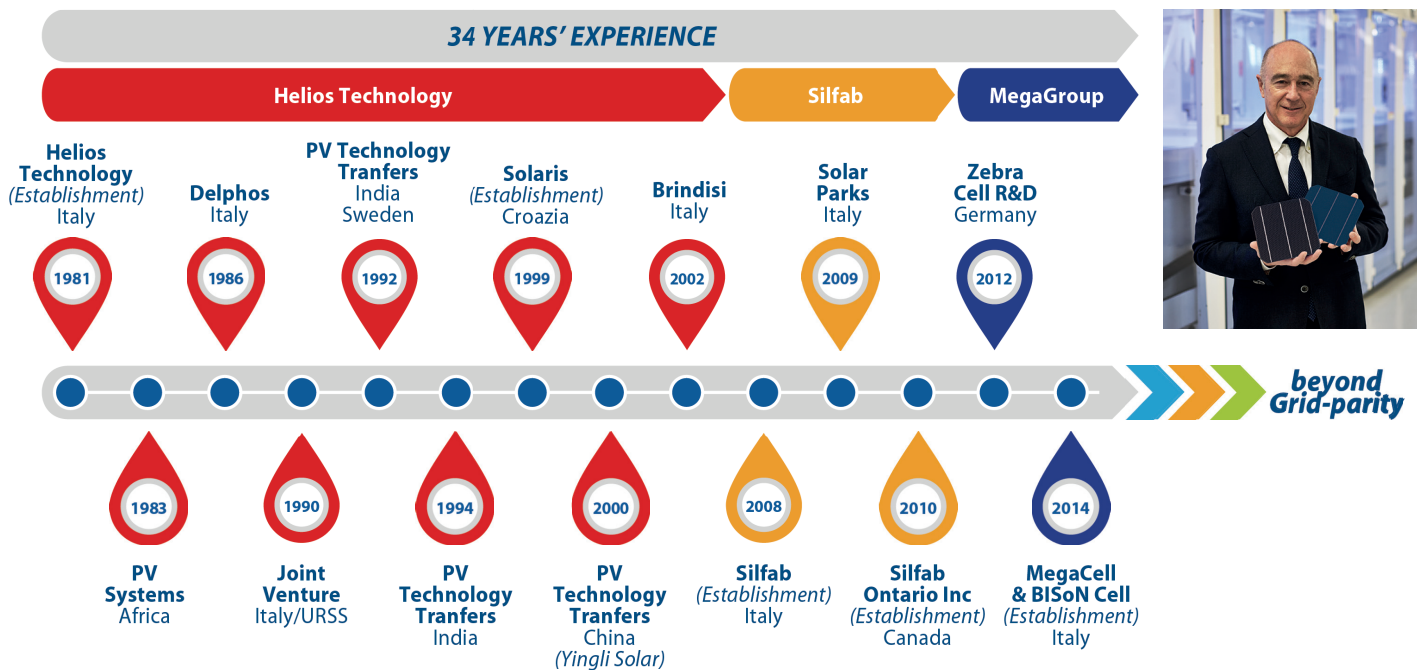 34 YEARS' EXPERIENCE
Helios Technology
Silfab
MegaGroup
Helios
Technology
(Establishment)
Italy
Delphos
Italy
PV Technology
Tranfers
India
Sweden
Solaris
(Establishment)
Croazia
Brindisi
Italy
Solar
Parks
Italy
Zebra
Cell R&D
Germany
1981
1986
1992
1999
2002
2009
2012
beyond
Grid-parity
1983
1990
1994
2000
2008
2010
2014
PV
Systems
Africa
Joint
Venture
Italy/URSS
PV
Technology
Tranfers
India
PV
Technology
Tranfers
China
(Yingli Solar)
Silfab
(Establishment)
Italy
Silfab
Ontario Inc
(Establishment)
Canada
MegaCell
& BISoN Cell
(Establishment)
Italy